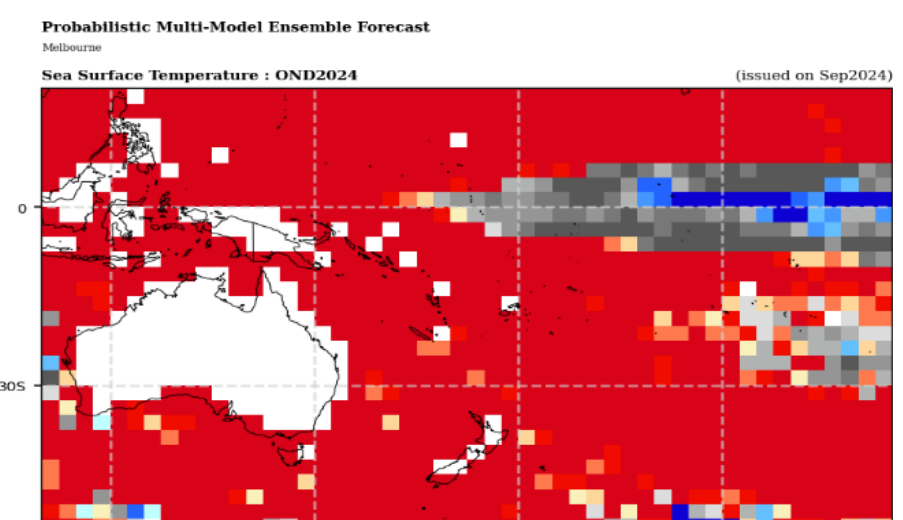 Probabilistic Multi-Model Ensemble Forecast
Melbourne
Sea Surface Temperature : OND2024
(issued on Sep2024)
0
30S